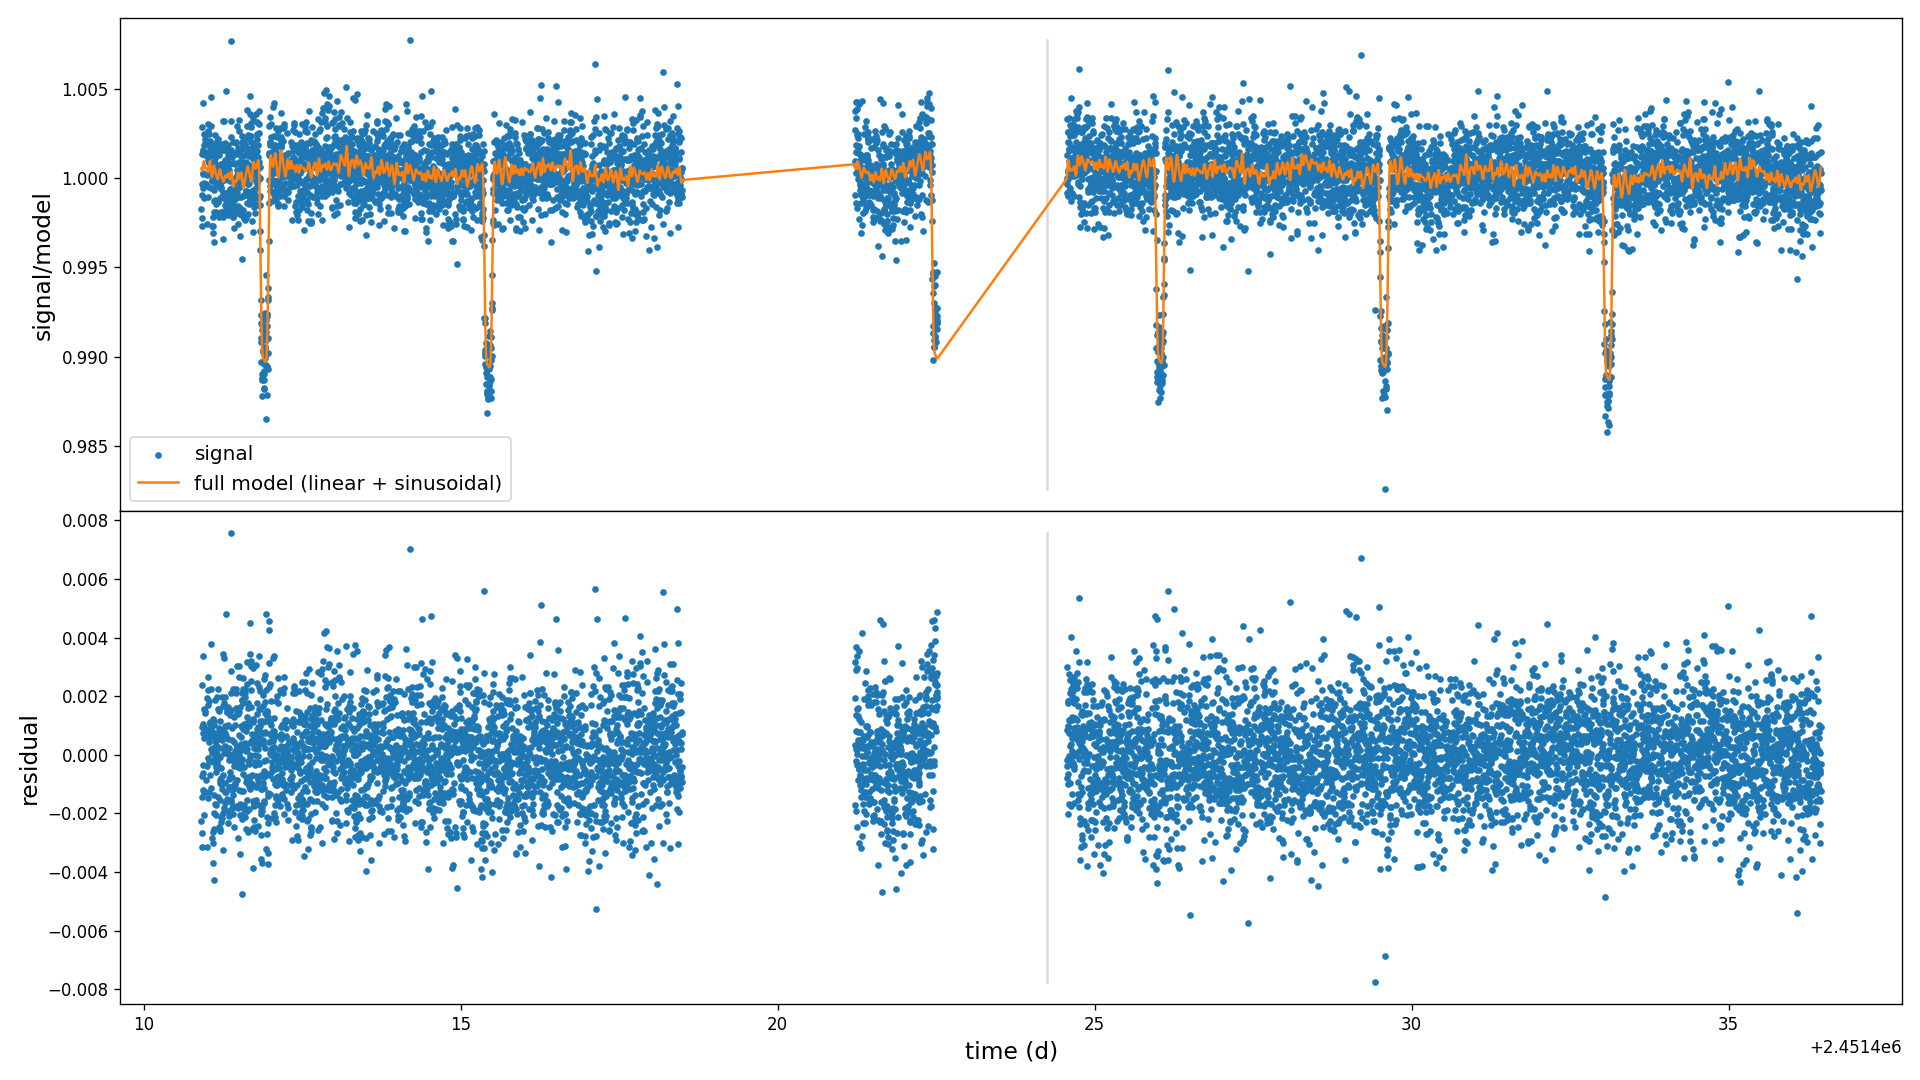 signal/model
1.005
1.000
0.995
0.990
0.985
signal
full model (linear + sinusoidal)
residual
0.008
0.006
0.004
0.002
0.000
−0.002
−0.004
−0.006
−0.008
10 15 20 25 30 35
time (d)
+2.4514e6